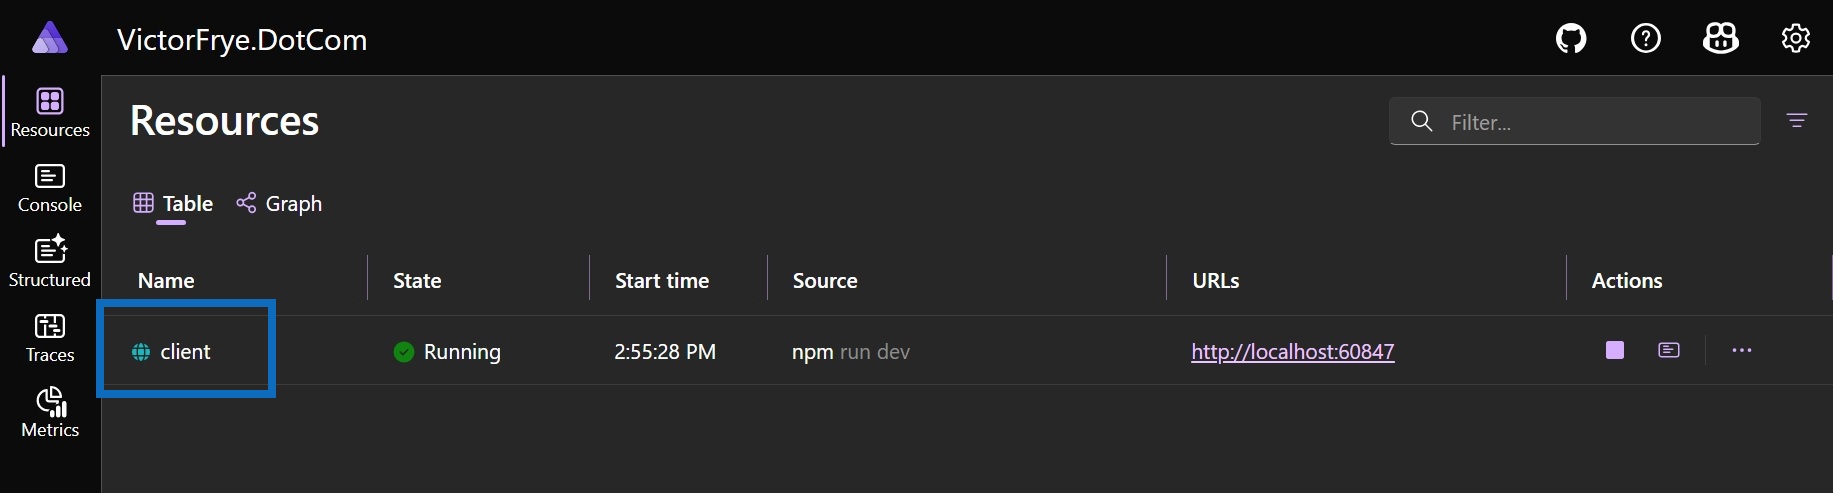 VictorFrye.DotCom
Resources
Console
Structured
Traces
Metrics
Resources
Filter...
Table Graph
Name State Start time Source URLs Actions
client Running 2:55:28 PM npm run dev http://localhost:60847